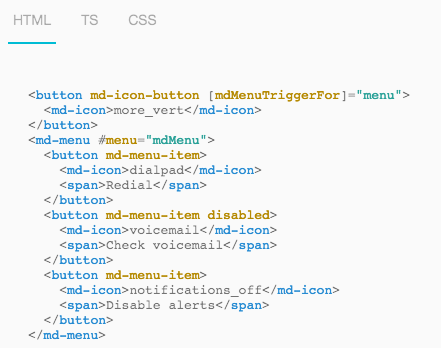 HTML TS CSS
<button md-icon-button [mdMenuTriggerFor]="menu">
  <md-icon>more_vert</md-icon>
</button>
<md-menu #menu="mdMenu">
  <button md-menu-item>
    <md-icon>dialpad</md-icon>
    <span>Redial</span>
  </button>
  <button md-menu-item disabled>
    <md-icon>voicemail</md-icon>
    <span>Check voicemail</span>
  </button>
  <button md-menu-item>
    <md-icon>notifications_off</md-icon>
    <span>Disable alerts</span>
  </button>
</md-menu>